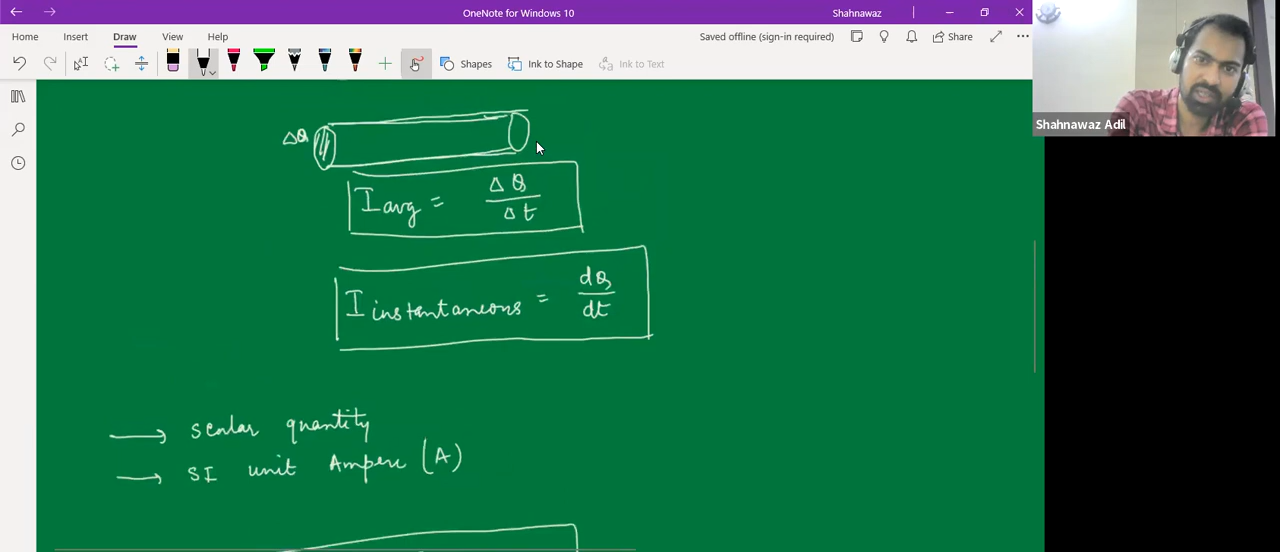 OneNote for Windows 10
Shahnawaz
Home Insert Draw View Help
Saved offline (sign-in required)
Share
Shapes
Ink to Shape
Ink to Text
Shahnawaz Adil
ΔQ
I avg = ΔQ / Δt
I instantaneous = dQ / dt
→ scalar quantity
→ SI unit Ampere (A)